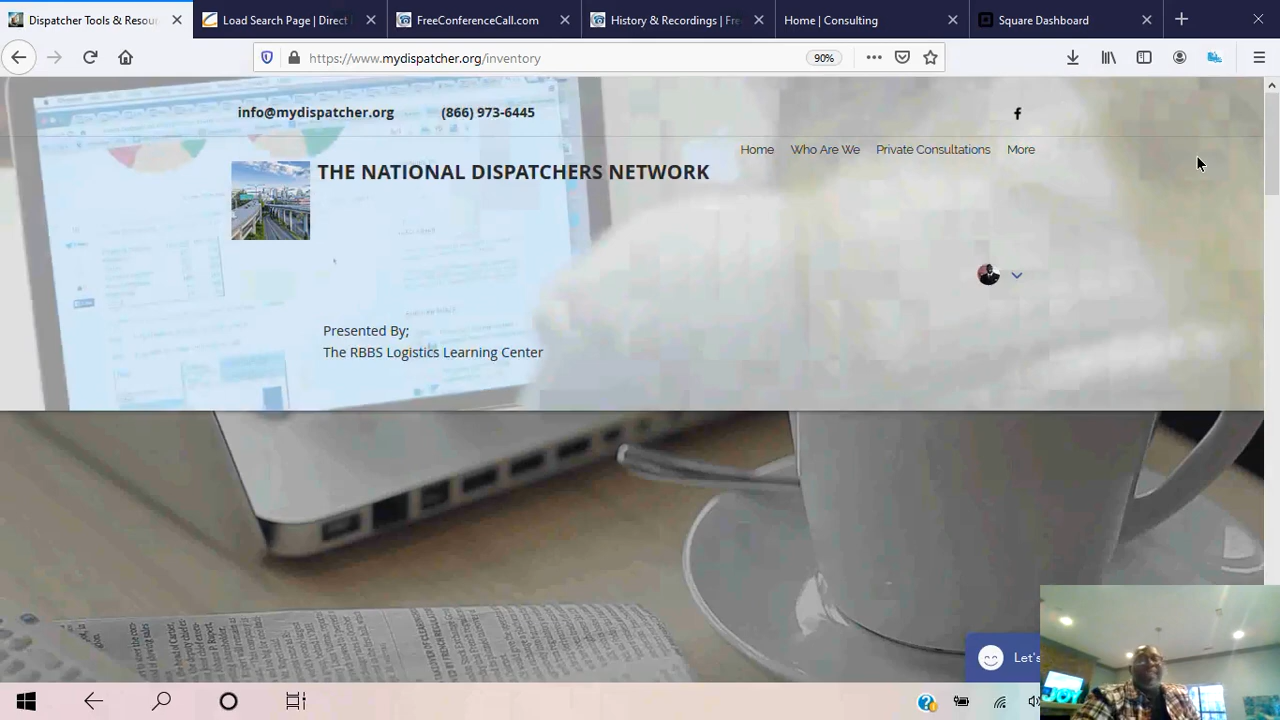 Dispatcher Tools & Resou
Load Search Page | Direct
FreeConferenceCall.com
History & Recordings | Fre
Home | Consulting
Square Dashboard
https://www.mydispatcher.org/inventory
90%
info@mydispatcher.org
(866) 973-6445
Home
Who Are We
Private Consultations
More
THE NATIONAL DISPATCHERS NETWORK
Presented By;
The RBBS Logistics Learning Center
Let's
JOY